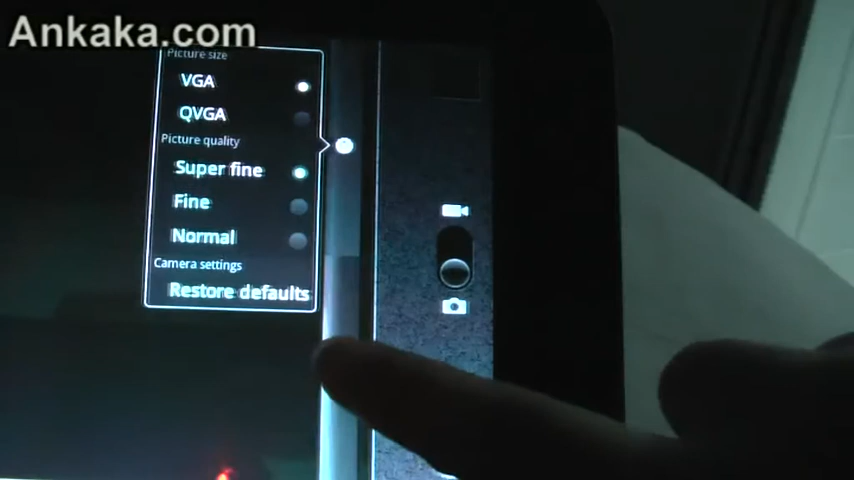 Ankaka.com
Picture size
VGA
QVGA
Picture quality
Super fine
Fine
Normal
Camera settings
Restore defaults